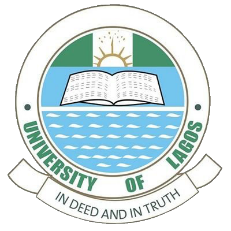 UNIVERSITY OF LAGOS
IN DEED AND IN TRUTH